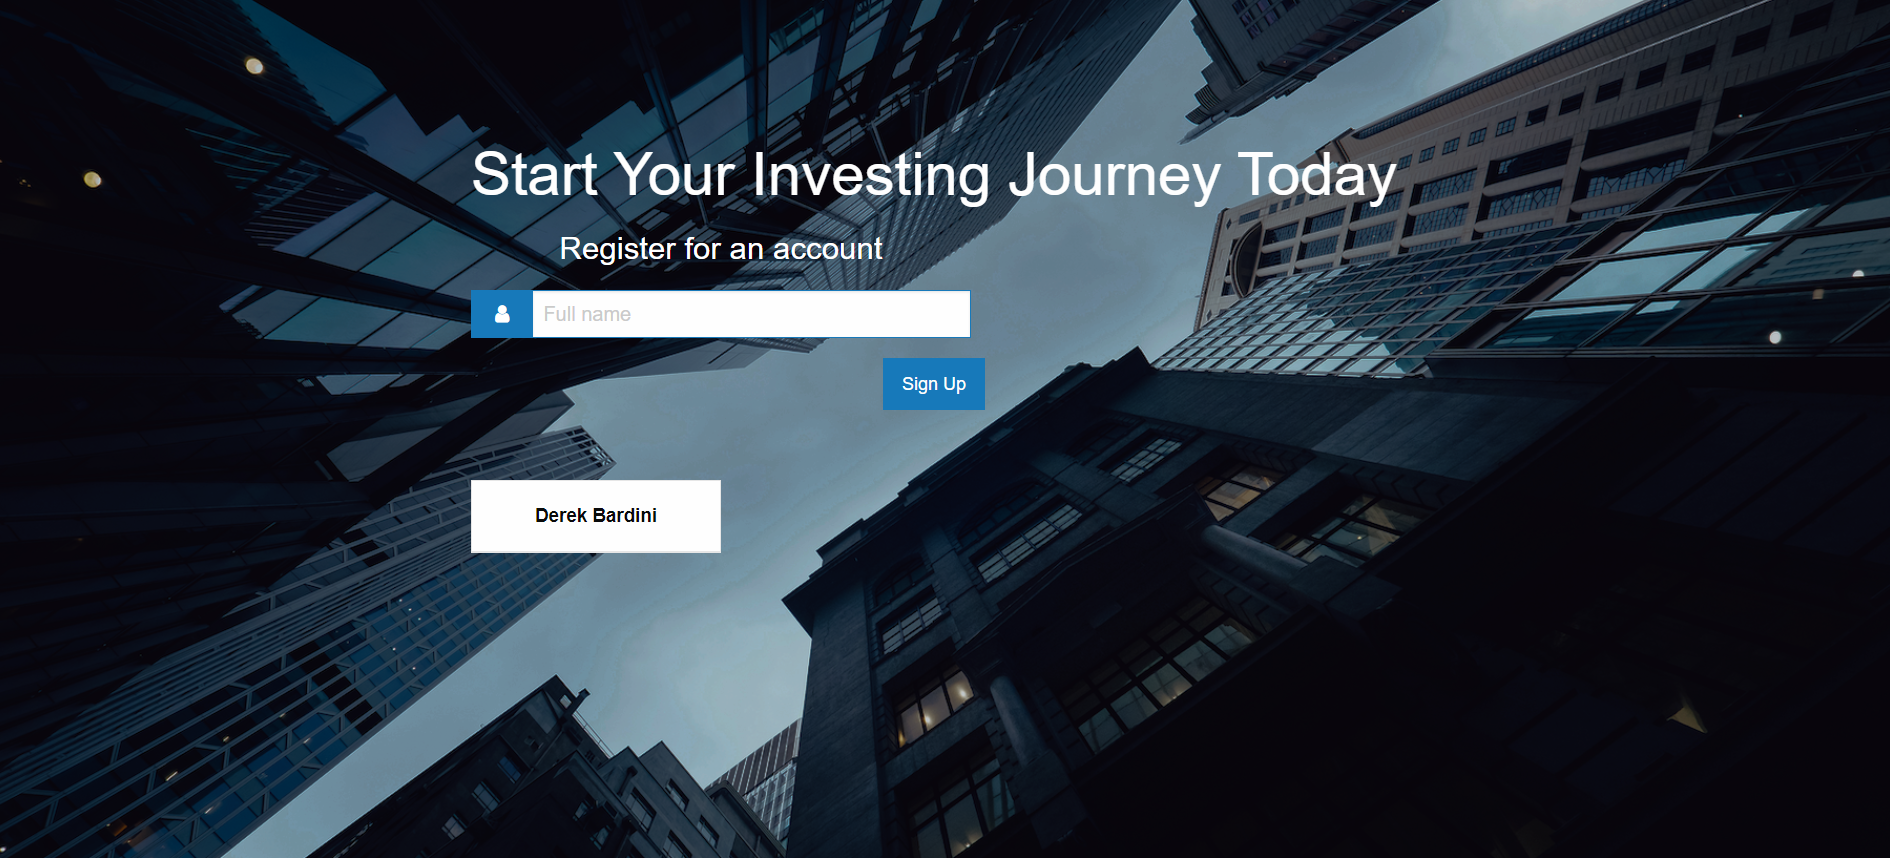 Start Your Investing Journey Today
Register for an account
Full name
Sign Up
Derek Bardini